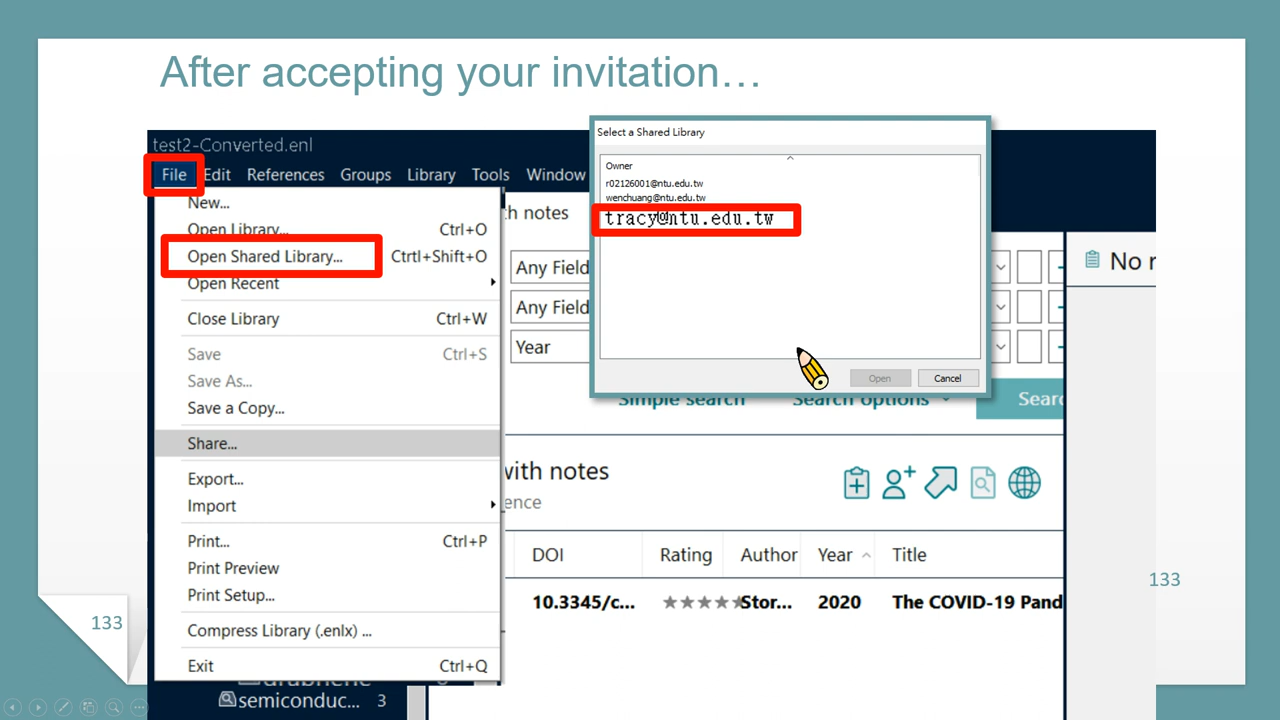 After accepting your invitation…
test2-Converted.enl
File Edit References Groups Library Tools Window
New...
Open Library...  Ctrl+O
Open Shared Library...  Ctrtl+Shift+O
Open Recent
Close Library  Ctrl+W
Save  Ctrl+S
Save As...
Save a Copy...
Share...
Export...
Import
Print...  Ctrl+P
Print Preview
Print Setup...
Compress Library (.enlx) ...
Exit  Ctrl+Q
semiconduc... 3
Select a Shared Library
Owner
r02126001@ntu.edu.tw
wenchuang@ntu.edu.tw
tracy@ntu.edu.tw
Open Cancel
notes
Any Field
Any Field
Year
Simple search Search options
No
with notes
DOI Rating Author Year Title
10.3345/c... ★★★★★ Stor... 2020 The COVID-19 Pand
133
133